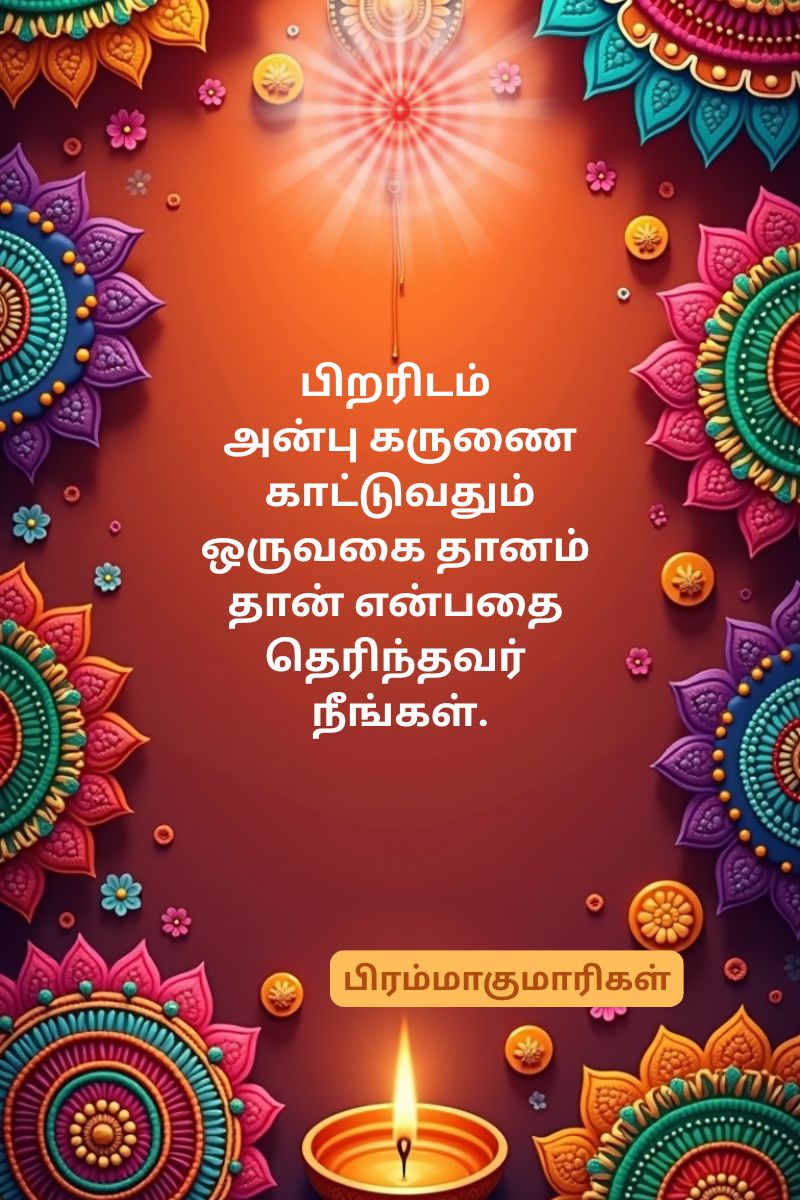 பிறரிடம்
அன்பு கருணை
காட்டுவதும்
ஒருவகை தானம்
தான் என்பதை
தெரிந்தவர்
நீங்கள்.
பிரம்மாகுமாரிகள்